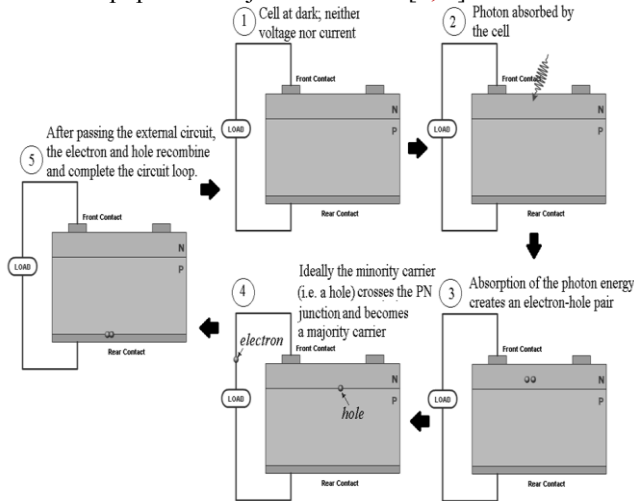 1 Cell at dark; neither
voltage nor current
Front Contact
N
P
LOAD
Rear Contact
2 Photon absorbed by
the cell
Front Contact
N
P
LOAD
Rear Contact
3 Absorption of the photon energy
creates an electron-hole pair
Front Contact
N
P
LOAD
Rear Contact
4 Ideally the minority carrier
(i.e. a hole) crosses the PN
junction and becomes
a majority carrier
electron
Front Contact
N
P
LOAD
hole
Rear Contact
5 After passing the external circuit,
the electron and hole recombine
and complete the circuit loop.
Front Contact
N
P
LOAD
Rear Contact